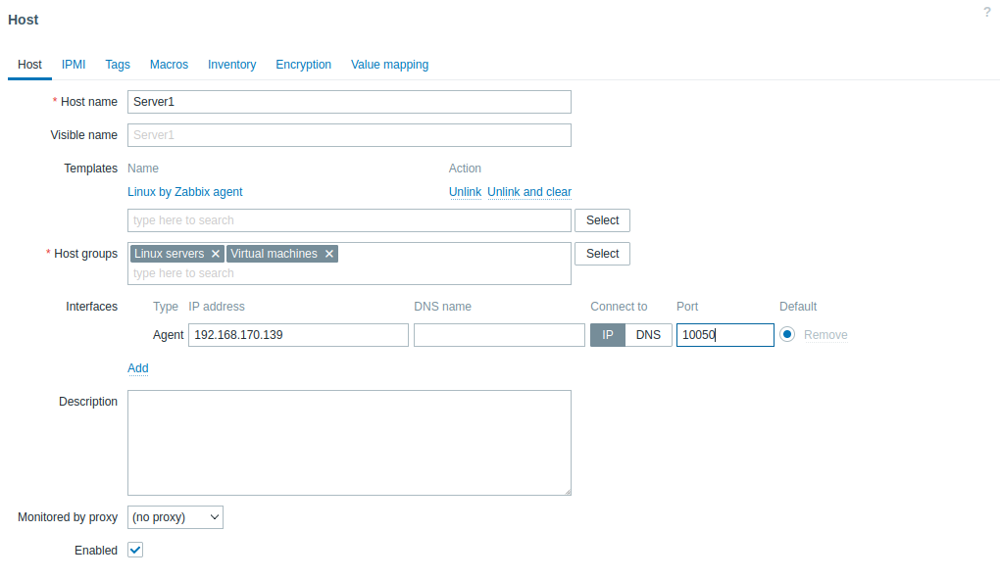 ?
Host
Host IPMI Tags Macros Inventory Encryption Value mapping
* Host name Server1
Visible name Server1
Templates Name Action
Linux by Zabbix agent Unlink Unlink and clear
type here to search Select
* Host groups Linux servers Virtual machines Select
type here to search
Interfaces Type IP address DNS name Connect to Port Default
Agent 192.168.170.139 IP DNS 10050 Remove
Add
Description
Monitored by proxy (no proxy)
Enabled